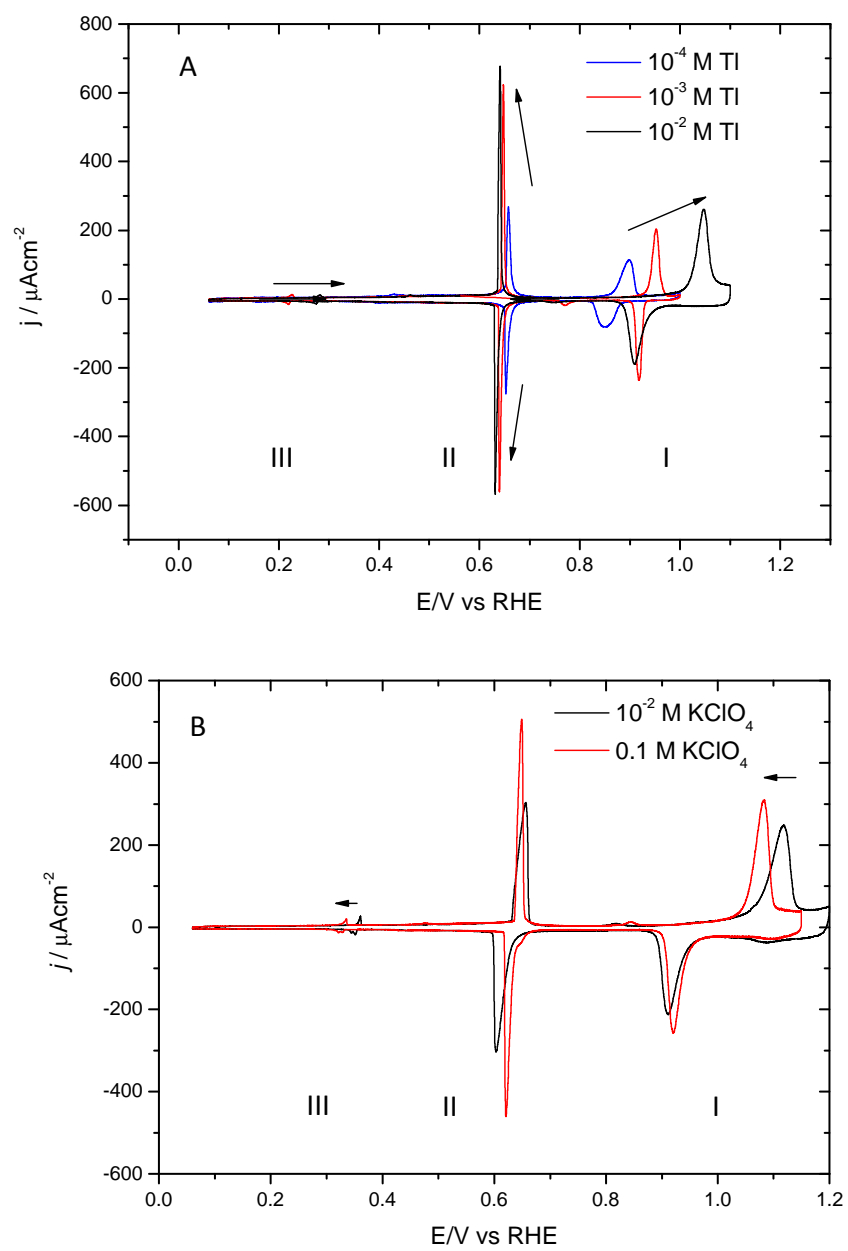 A
10⁻⁴ M Tl
10⁻³ M Tl
10⁻² M Tl
800
600
400
200
0
-200
-400
-600
j / μAcm⁻²
III
II
I
0.0 0.2 0.4 0.6 0.8 1.0 1.2
E/V vs RHE
B
10⁻² M KClO₄
0.1 M KClO₄
600
400
200
0
-200
-400
-600
j / μAcm⁻²
III
II
I
0.0 0.2 0.4 0.6 0.8 1.0 1.2
E/V vs RHE